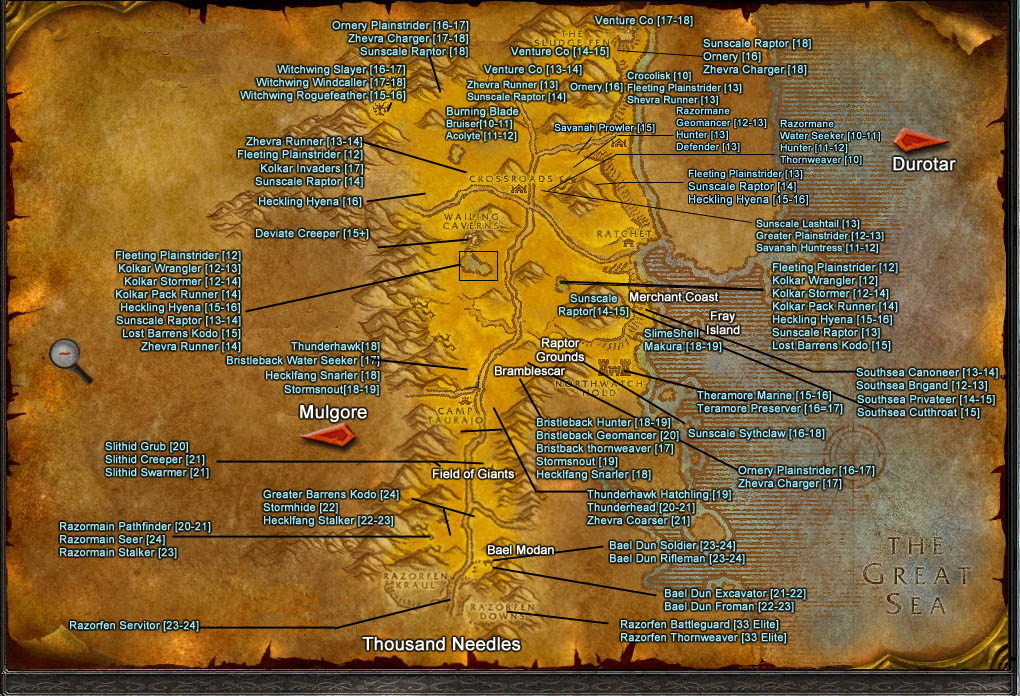 Ornery Plainstrider [16-17]
Zhevra Charger [17-18]
Sunscale Raptor [18]
Venture Co [17-18]
THE
SLUDGE FEN
Venture Co [14-15]
Sunscale Raptor [18]
Ornery [16]
Zhevra Charger [18]
Witchwing Slayer [16-17]
Witchwing Windcaller [17-18]
Witchwing Roguefeather [15-16]
Venture Co [13-14]
Zhevra Runner [13]
Sunscale Raptor [14]
Ornery [16]
Crocolisk [10]
Fleeting Plainstrider [13]
Shevra Runner [13]
Burning Blade
Bruiser[10-11]
Acolyte [11-12]
Razormane
Geomancer [12-13]
Hunter [13]
Defender [13]
Savanah Prowler [15]
Razormane
Water Seeker [10-11]
Hunter [11-12]
Thornweaver [10]
Durotar
Zhevra Runner [13-14]
Fleeting Plainstrider [12]
Kolkar Invaders [17]
Sunscale Raptor [14]
CROSSROADS
Fleeting Plainstrider [13]
Sunscale Raptor [14]
Heckling Hyena [15-16]
Heckling Hyena [16]
WAILING
CAVERNS
Deviate Creeper [15+]
RATCHET
Sunscale Lashtail [13]
Greater Plainstrider [12-13]
Savanah Huntress [11-12]
Fleeting Plainstrider [12]
Kolkar Wrangler [12-13]
Kolkar Stormer [12-14]
Kolkar Pack Runner [14]
Heckling Hyena [15-16]
Sunscale Raptor [13-14]
Lost Barrens Kodo [15]
Zhevra Runner [14]
Fleeting Plainstrider [12]
Kolkar Wrangler [12]
Kolkar Stormer [12-14]
Kolkar Pack Runner [14]
Heckling Hyena [15-16]
Sunscale Raptor [13]
Lost Barrens Kodo [15]
Sunscale
Raptor[14-15]
Merchant Coast
Fray
Island
SlimeShell
Makura [18-19]
Thunderhawk[18]
Bristleback Water Seeker [17]
Hecklfang Snarler [18]
Stormsnout[18-19]
Raptor
Grounds
Bramblescar
NORTHWATCH
HOLD
Southsea Canoneer [13-14]
Southsea Brigand [12-13]
Southsea Privateer [14-15]
Southsea Cutthroat [15]
Theramore Marine [15-16]
Teramore Preserver [16=17]
Mulgore
CAMP
TAURAJO
Bristleback Hunter [18-19]
Bristleback Geomancer [20]
Bristback thornweaver [17]
Stormsnout [19]
Hecklfang Snarler [18]
Sunscale Sythclaw [16-18]
Slithid Grub [20]
Slithid Creeper [21]
Slithid Swarmer [21]
Field of Giants
Ornery Plainstrider [16-17]
Zhevra Charger [17]
Greater Barrens Kodo [24]
Stormhide [22]
Hecklfang Stalker [22-23]
Thunderhawk Hatchling [19]
Thunderhead [20-21]
Zhevra Coarser [21]
Razormain Pathfinder [20-21]
Razormain Seer [24]
Razormain Stalker [23]
Bael Modan
Bael Dun Soldier [23-24]
Bael Dun Rifleman [23-24]
THE
GREAT
SEA
RAZORFEN
KRAUL
Bael Dun Excavator [21-22]
Bael Dun Froman [22-23]
RAZORFEN
DOWNS
Razorfen Servitor [23-24]
Razorfen Battleguard [33 Elite]
Razorfen Thornweaver [33 Elite]
Thousand Needles